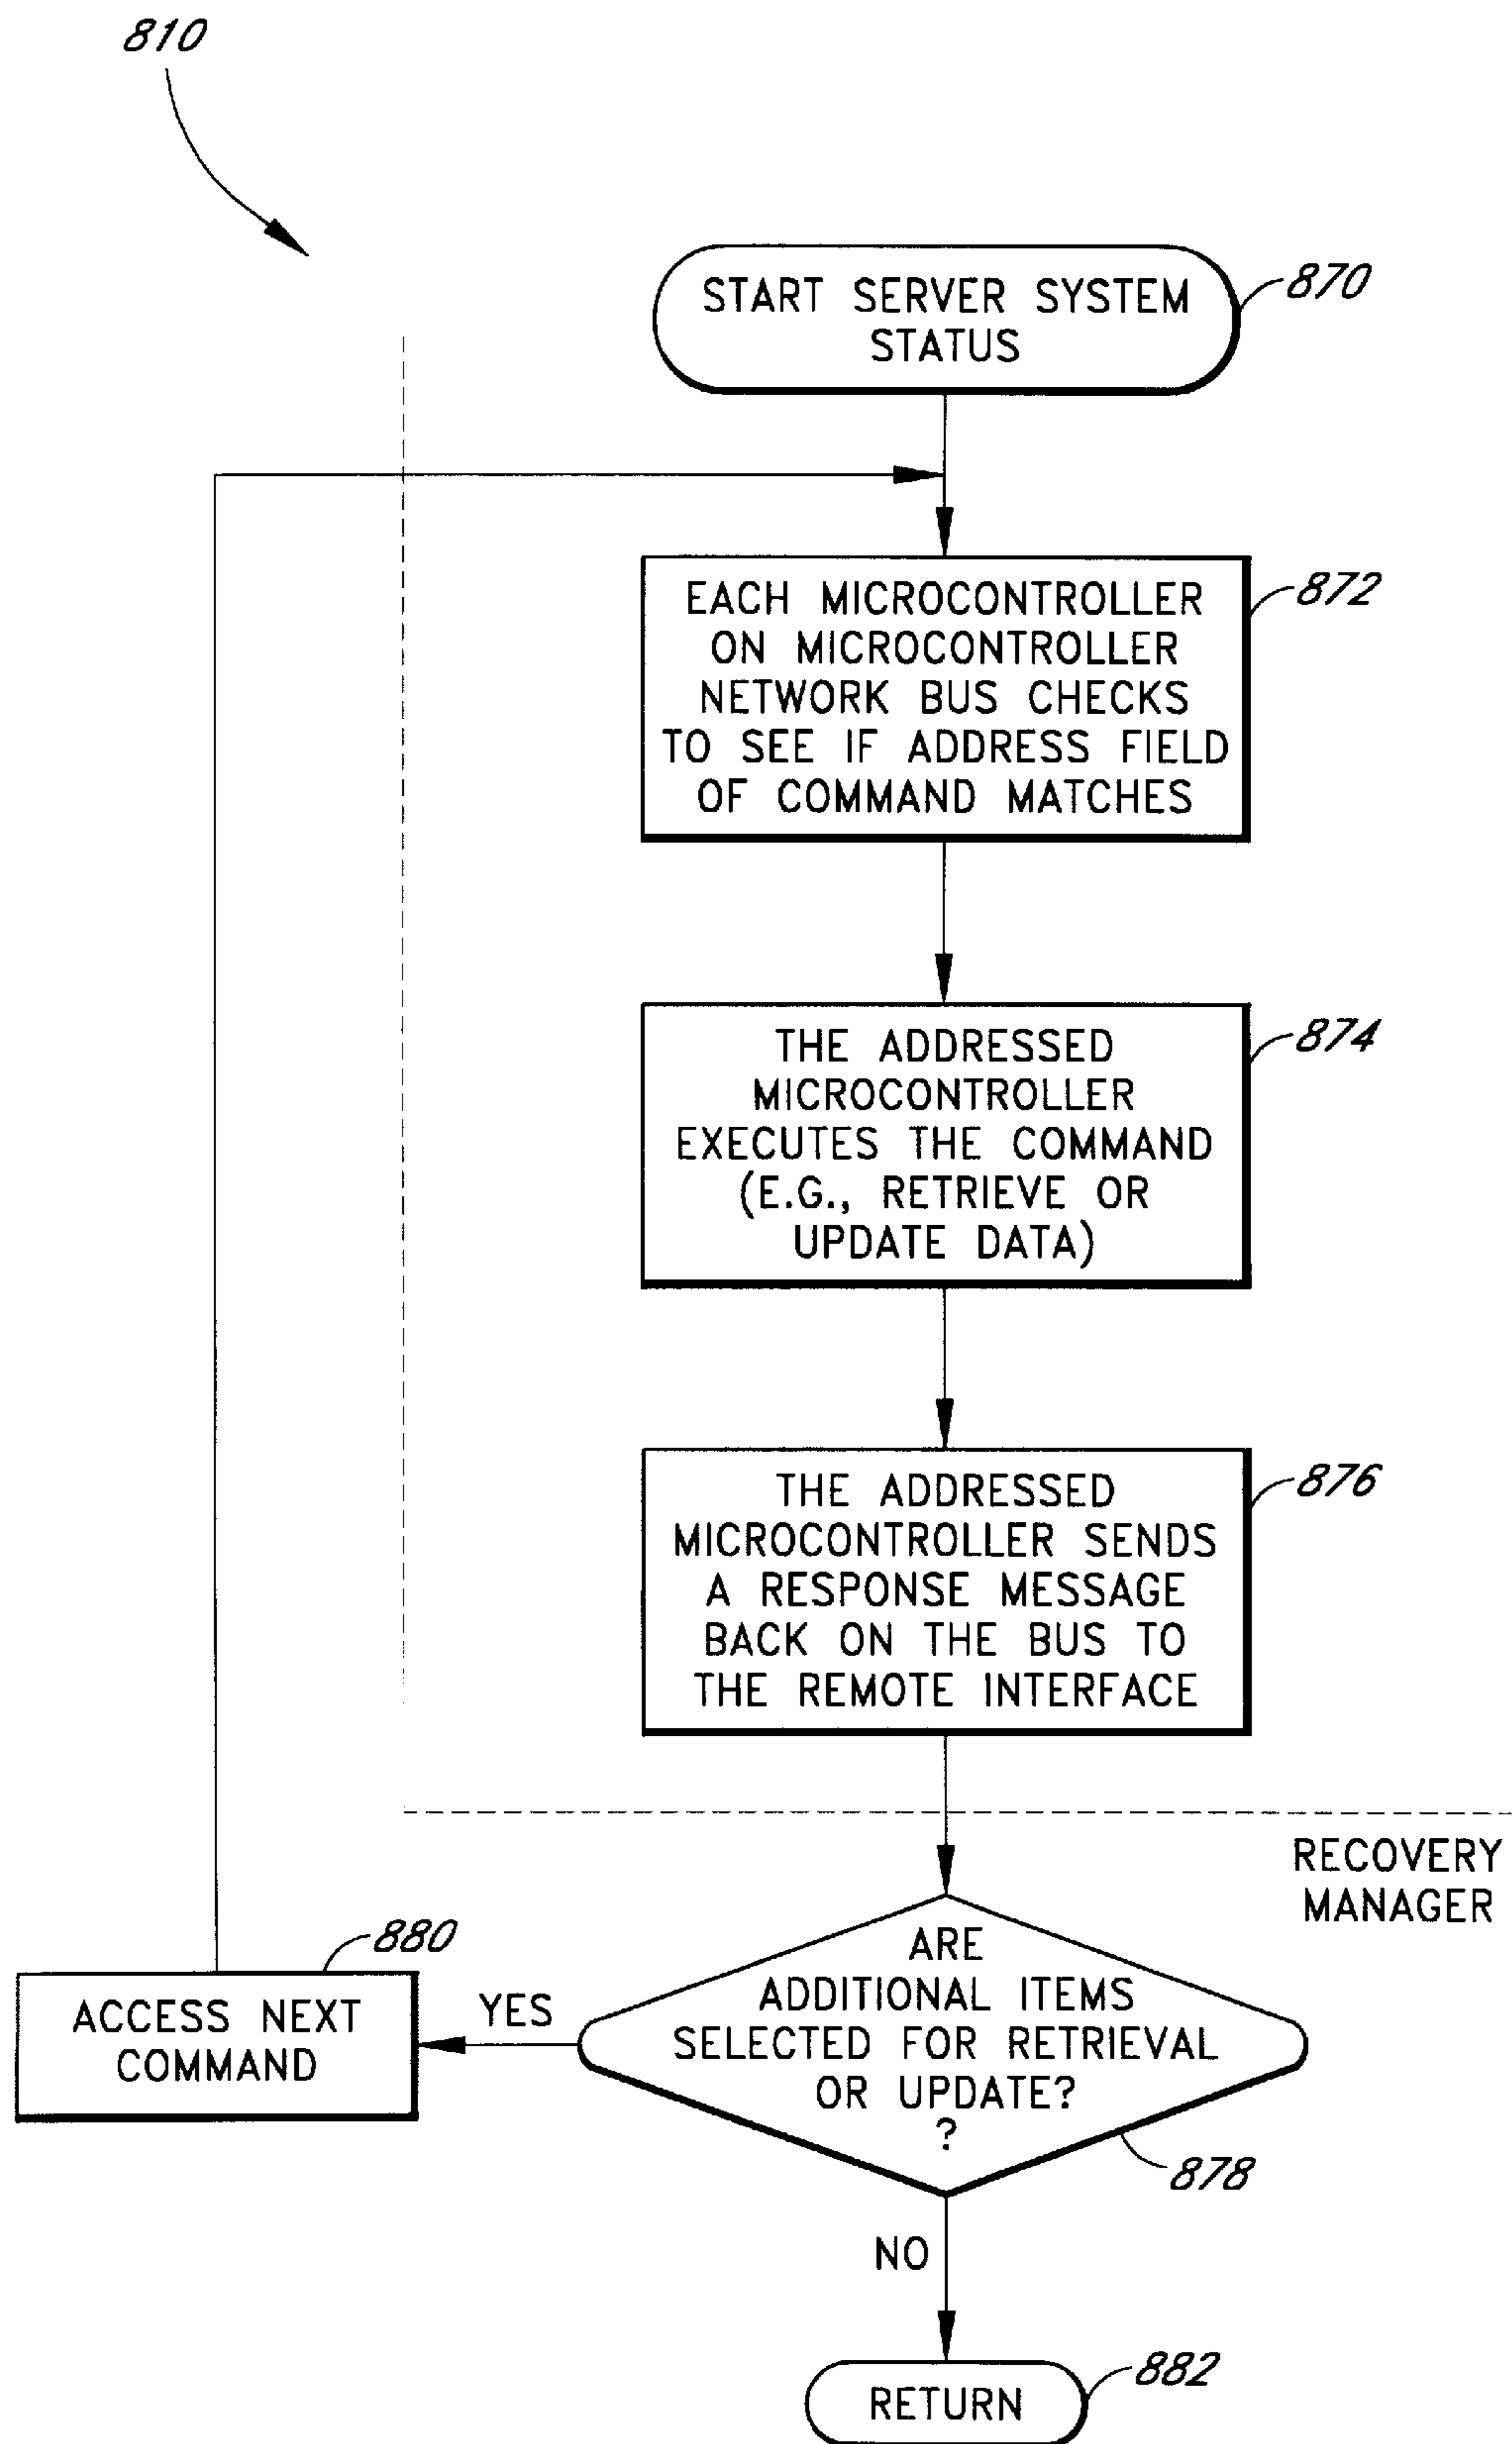 810
START SERVER SYSTEM
STATUS
870
EACH MICROCONTROLLER
ON MICROCONTROLLER
NETWORK BUS CHECKS
TO SEE IF ADDRESS FIELD
OF COMMAND MATCHES
872
THE ADDRESSED
MICROCONTROLLER
EXECUTES THE COMMAND
(E.G., RETRIEVE OR
UPDATE DATA)
874
THE ADDRESSED
MICROCONTROLLER SENDS
A RESPONSE MESSAGE
BACK ON THE BUS TO
THE REMOTE INTERFACE
876
RECOVERY
MANAGER
ARE
ADDITIONAL ITEMS
SELECTED FOR RETRIEVAL
OR UPDATE?
?
878
YES
880
ACCESS NEXT
COMMAND
NO
RETURN
882